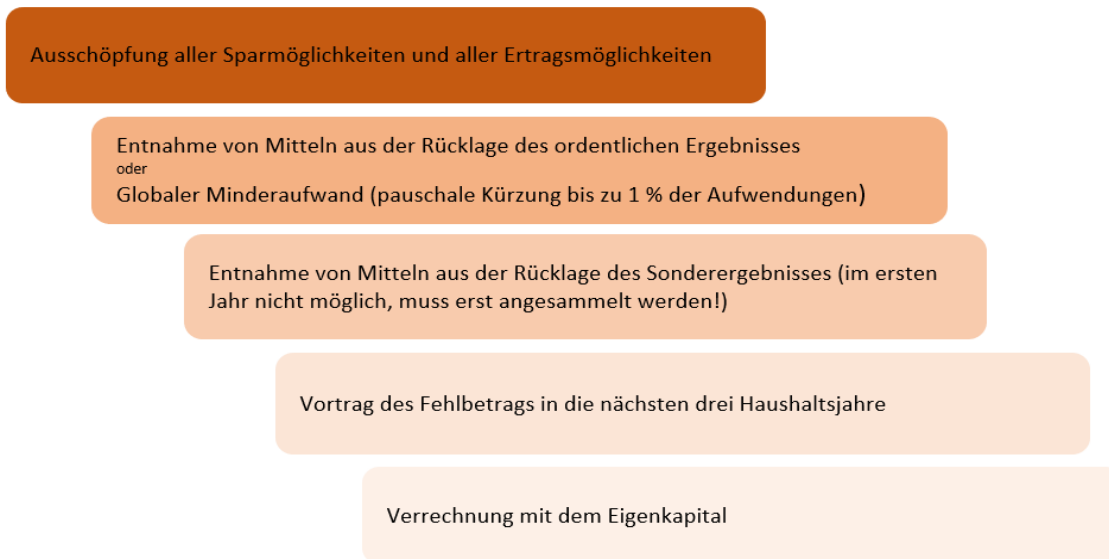 Ausschöpfung aller Sparmöglichkeiten und aller Ertragsmöglichkeiten
Entnahme von Mitteln aus der Rücklage des ordentlichen Ergebnisses
oder
Globaler Minderaufwand (pauschale Kürzung bis zu 1 % der Aufwendungen)
Entnahme von Mitteln aus der Rücklage des Sonderergebnisses (im ersten
Jahr nicht möglich, muss erst angesammelt werden!)
Vortrag des Fehlbetrags in die nächsten drei Haushaltsjahre
Verrechnung mit dem Eigenkapital